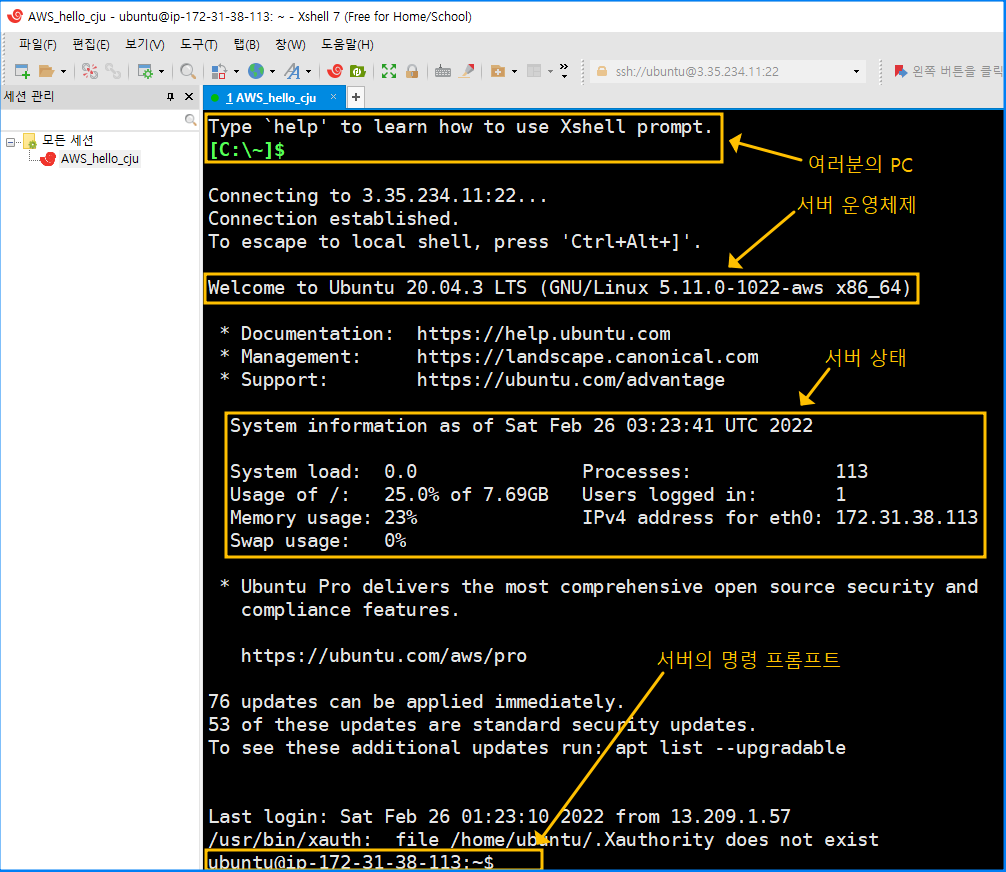 AWS_hello_cju - ubuntu@ip-172-31-38-113: ~ - Xshell 7 (Free for Home/School)
파일(F) 편집(E) 보기(V) 도구(T) 탭(B) 창(W) 도움말(H)
ssh://ubuntu@3.35.234.11:22 왼쪽 버튼을 클릭
세션 관리
1 AWS_hello_cju × +
모든 세션
AWS_hello_cju
Type `help' to learn how to use Xshell prompt.
[C:\~]$
여러분의 PC
Connecting to 3.35.234.11:22...
서버 운영체제
Connection established.
To escape to local shell, press 'Ctrl+Alt+]'.
Welcome to Ubuntu 20.04.3 LTS (GNU/Linux 5.11.0-1022-aws x86_64)
* Documentation: https://help.ubuntu.com
* Management: https://landscape.canonical.com
서버 상태
* Support: https://ubuntu.com/advantage
System information as of Sat Feb 26 03:23:41 UTC 2022
System load: 0.0 Processes: 113
Usage of /: 25.0% of 7.69GB Users logged in: 1
Memory usage: 23% IPv4 address for eth0: 172.31.38.113
Swap usage: 0%
* Ubuntu Pro delivers the most comprehensive open source security and
compliance features.
https://ubuntu.com/aws/pro
서버의 명령 프롬프트
76 updates can be applied immediately.
53 of these updates are standard security updates.
To see these additional updates run: apt list --upgradable
Last login: Sat Feb 26 01:23:10 2022 from 13.209.1.57
/usr/bin/xauth: file /home/ubuntu/.Xauthority does not exist
ubuntu@ip-172-31-38-113:~$